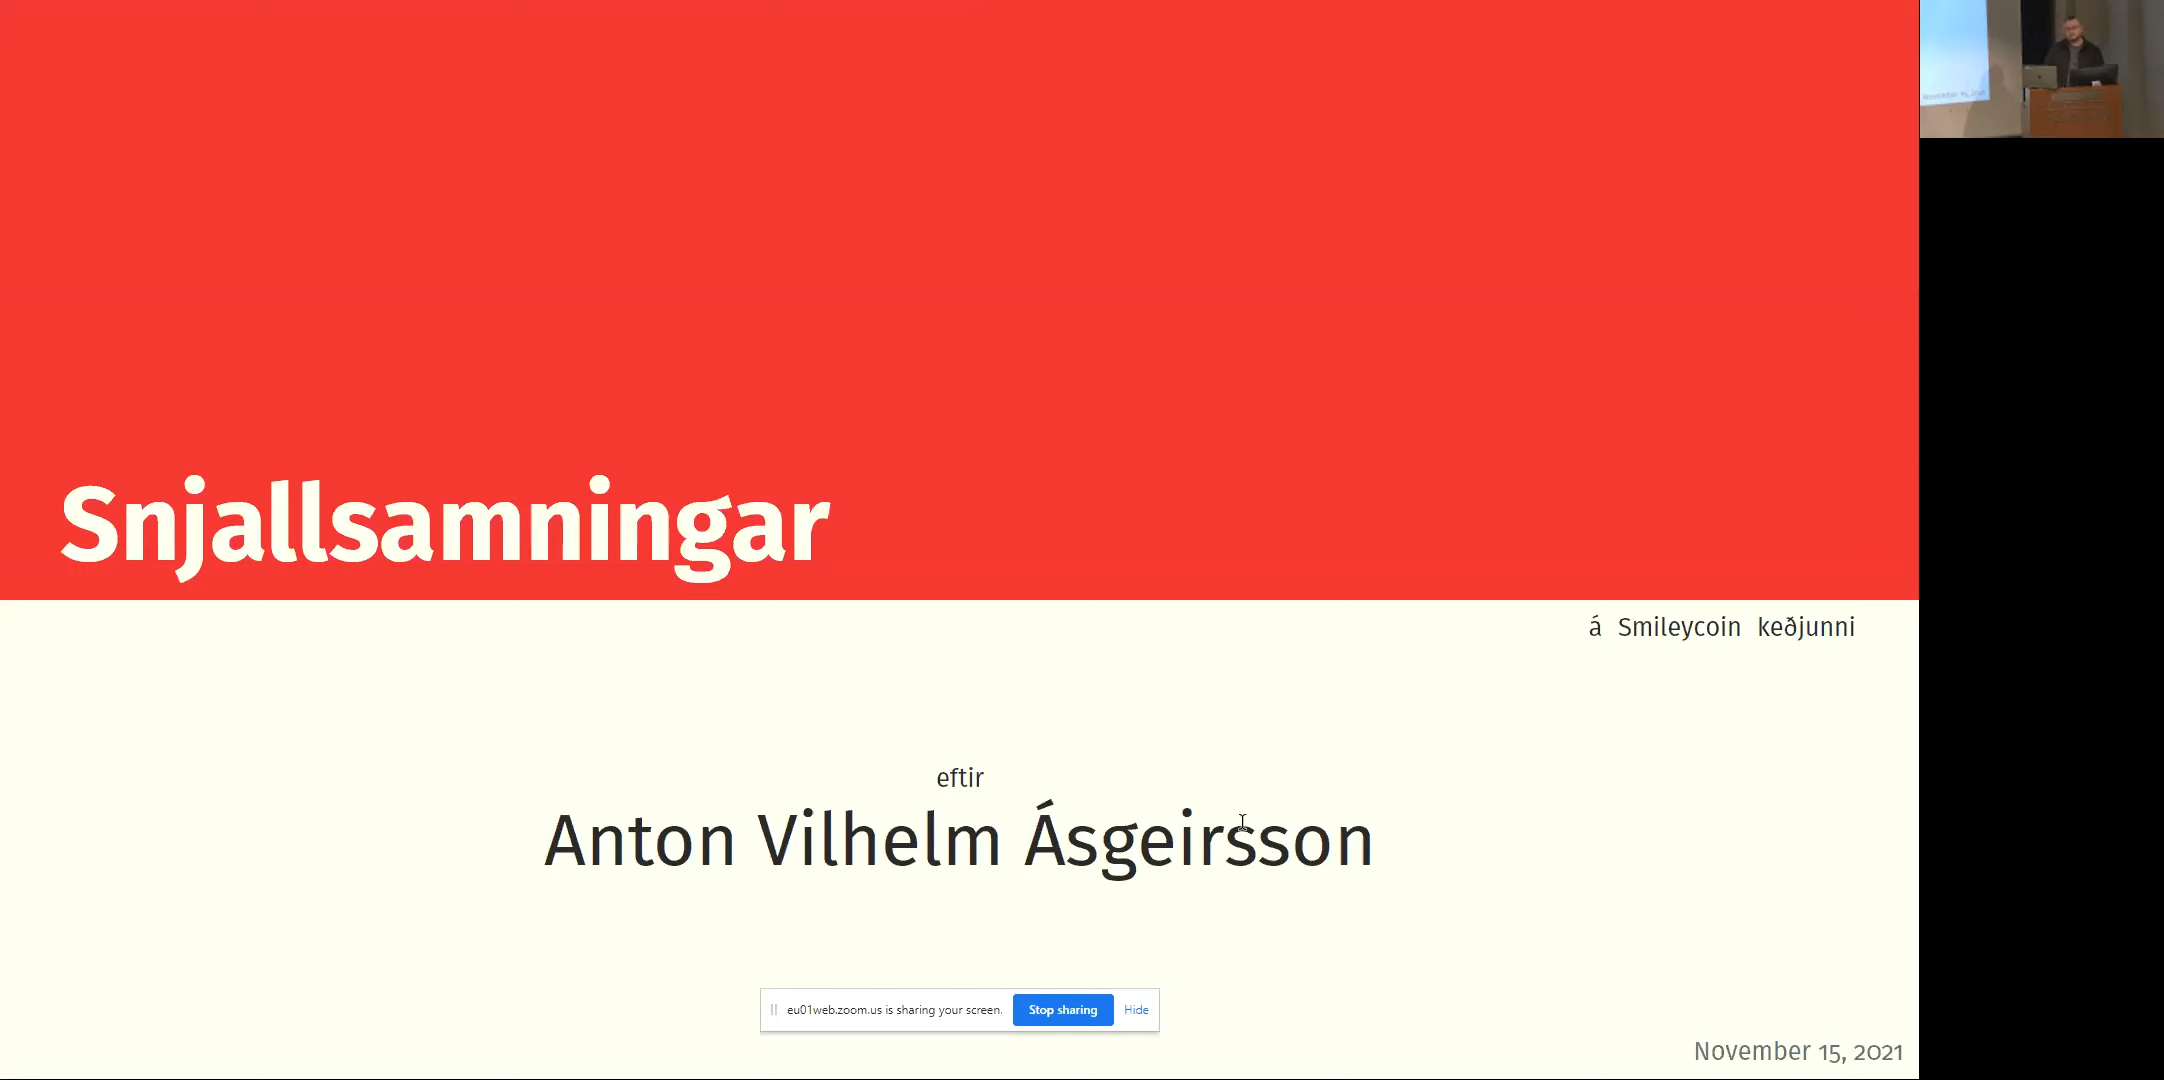 Snjallsamningar
á Smileycoin keðjunni
eftir
Anton Vilhelm Ásgeirsson
eu01web.zoom.us is sharing your screen.
Stop sharing
Hide
November 15, 2021